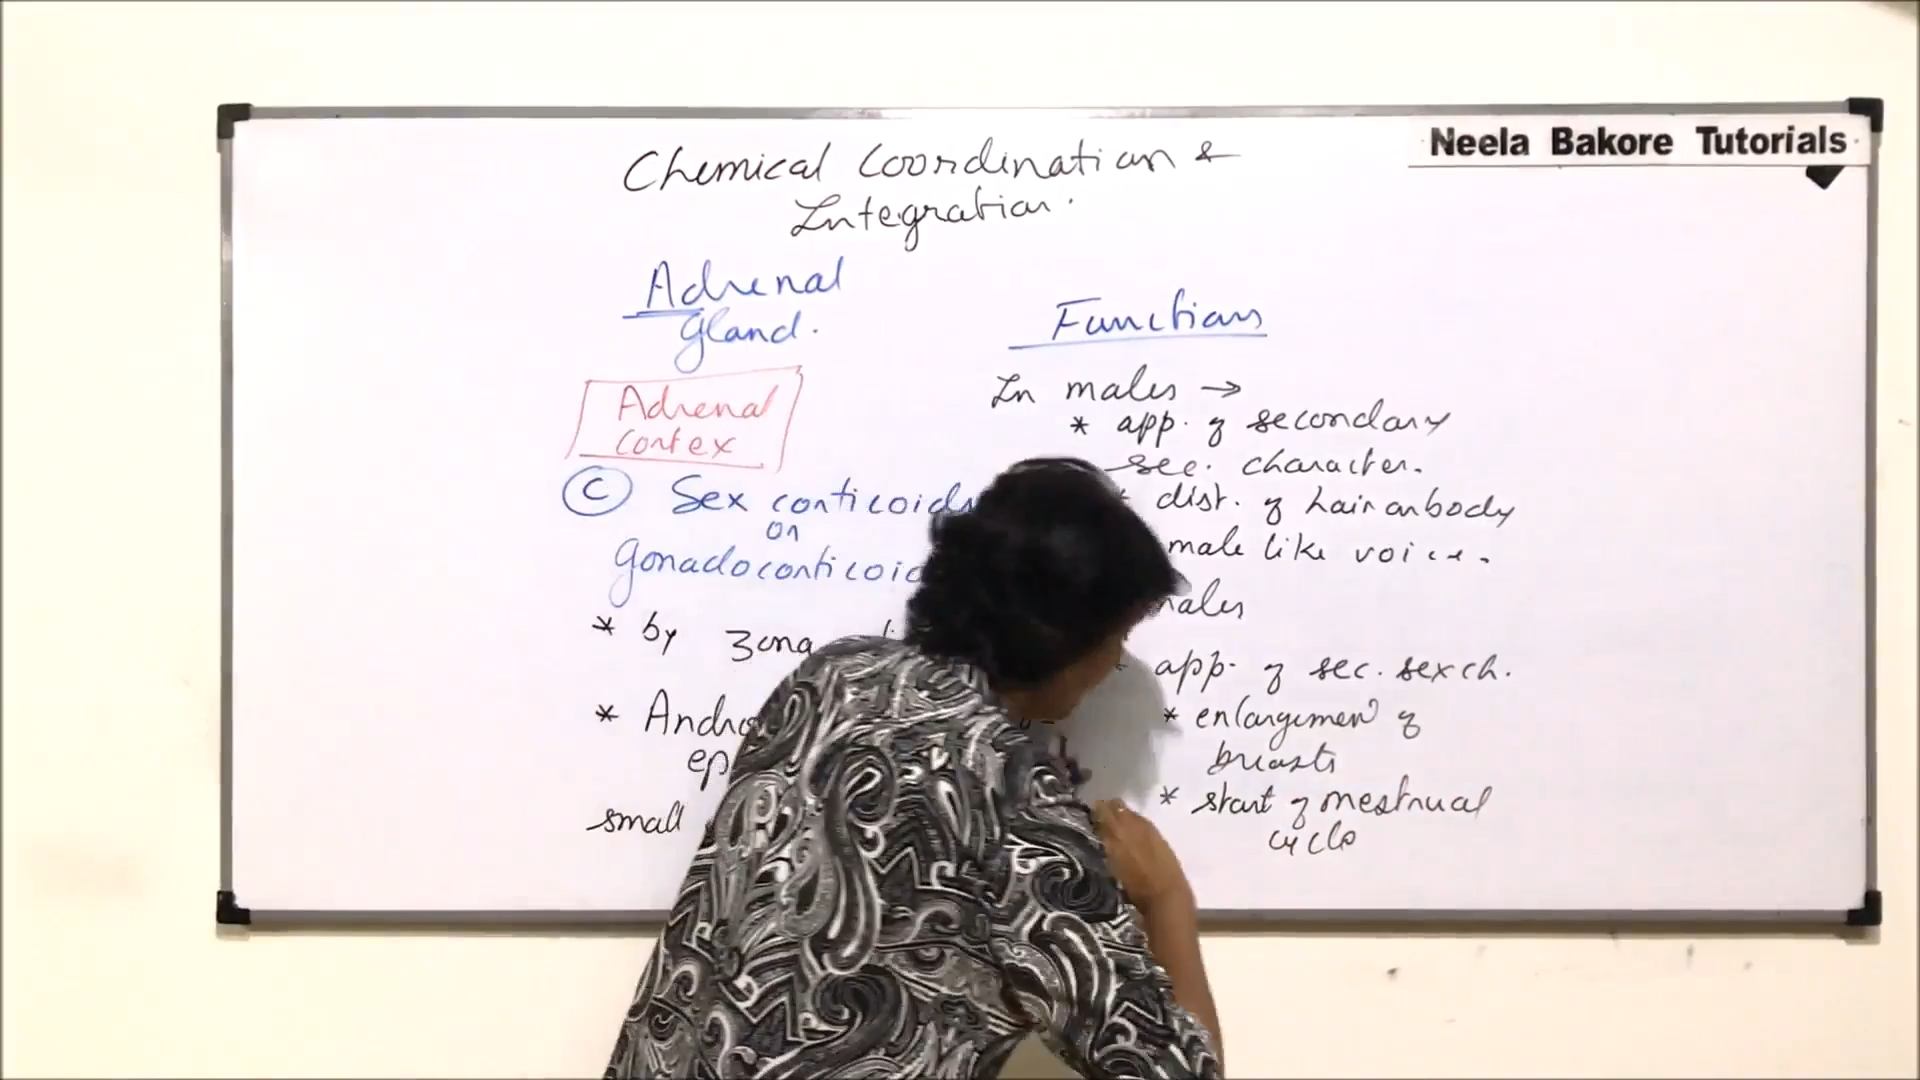 Neela Bakore Tutorials
Chemical Coordination &
Integration.
Adrenal
gland.
Adrenal
cortex
C Sex corticoids
or
Gonadocorticoid
* by zona
* Andro
ep
small
Functions
In males →
* app. of secondary
sec. character.
* dist. of hair on body
male like voice.
males
app. of sec. sex ch.
* enlargement of
breasts
* start of mestrual
cycle